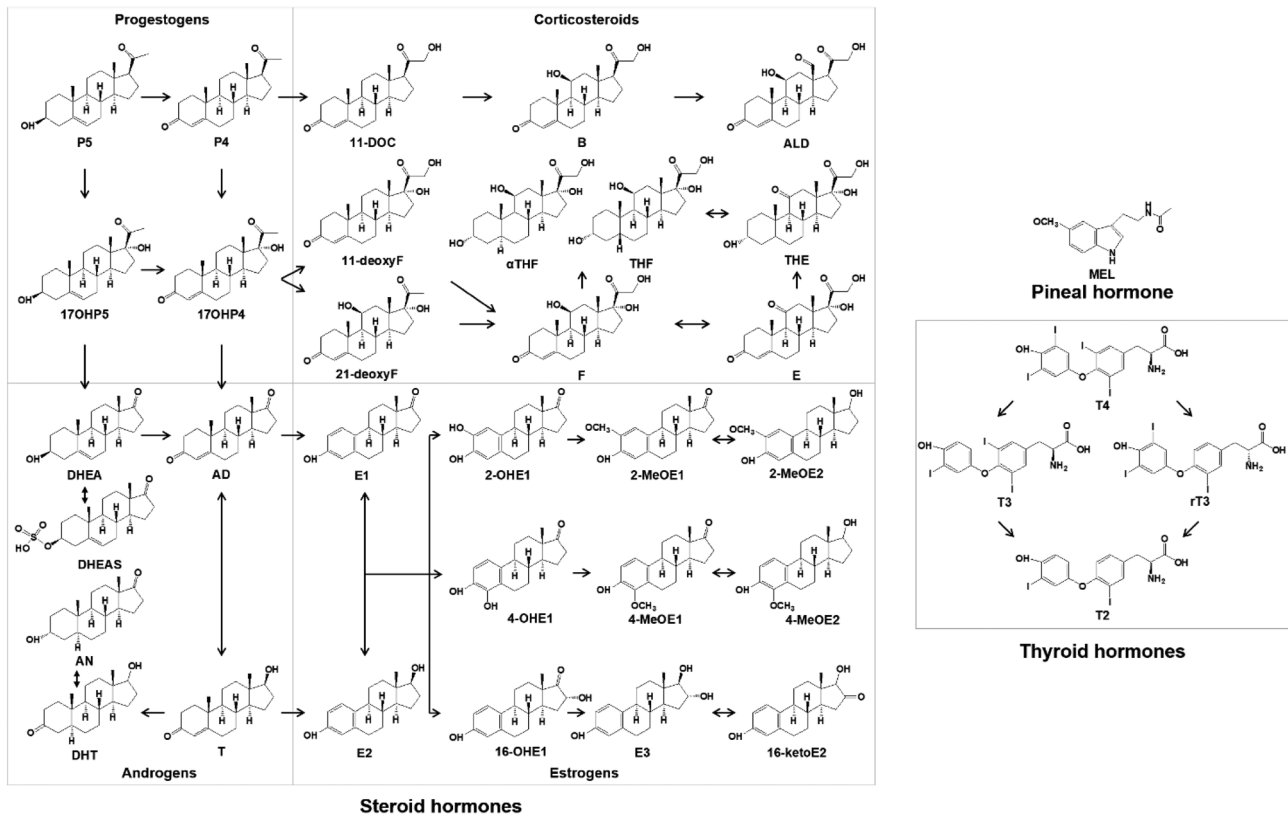 Progestogens
Corticosteroids
P5
P4
11-DOC
B
ALD
17OHP5
17OHP4
11-deoxyF
21-deoxyF
αTHF
THF
THE
F
E
DHEA
AD
E1
2-OHE1
2-MeOE1
2-MeOE2
DHEAS
4-OHE1
4-MeOE1
4-MeOE2
AN
DHT
T
E2
16-OHE1
E3
16-ketoE2
Androgens
Estrogens
Steroid hormones
MEL
Pineal hormone
T4
T3
rT3
T2
Thyroid hormones